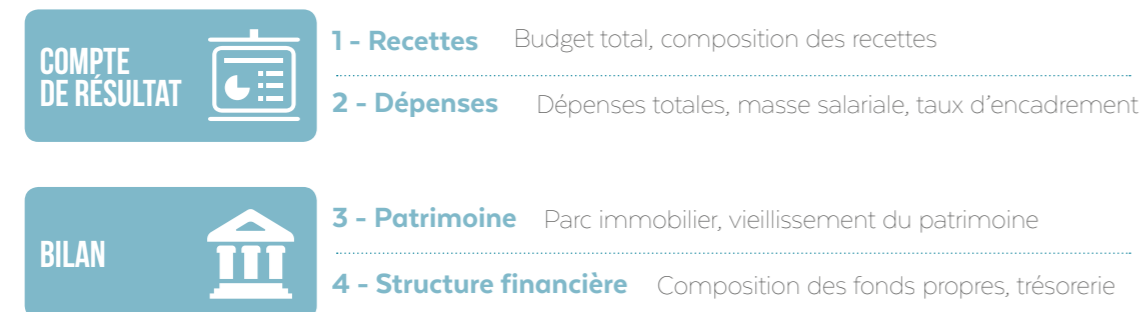 COMPTE
DE RÉSULTAT
1 - Recettes Budget total, composition des recettes
2 - Dépenses Dépenses totales, masse salariale, taux d'encadrement
BILAN
3 - Patrimoine Parc immobilier, vieillissement du patrimoine
4 - Structure financière Composition des fonds propres, trésorerie